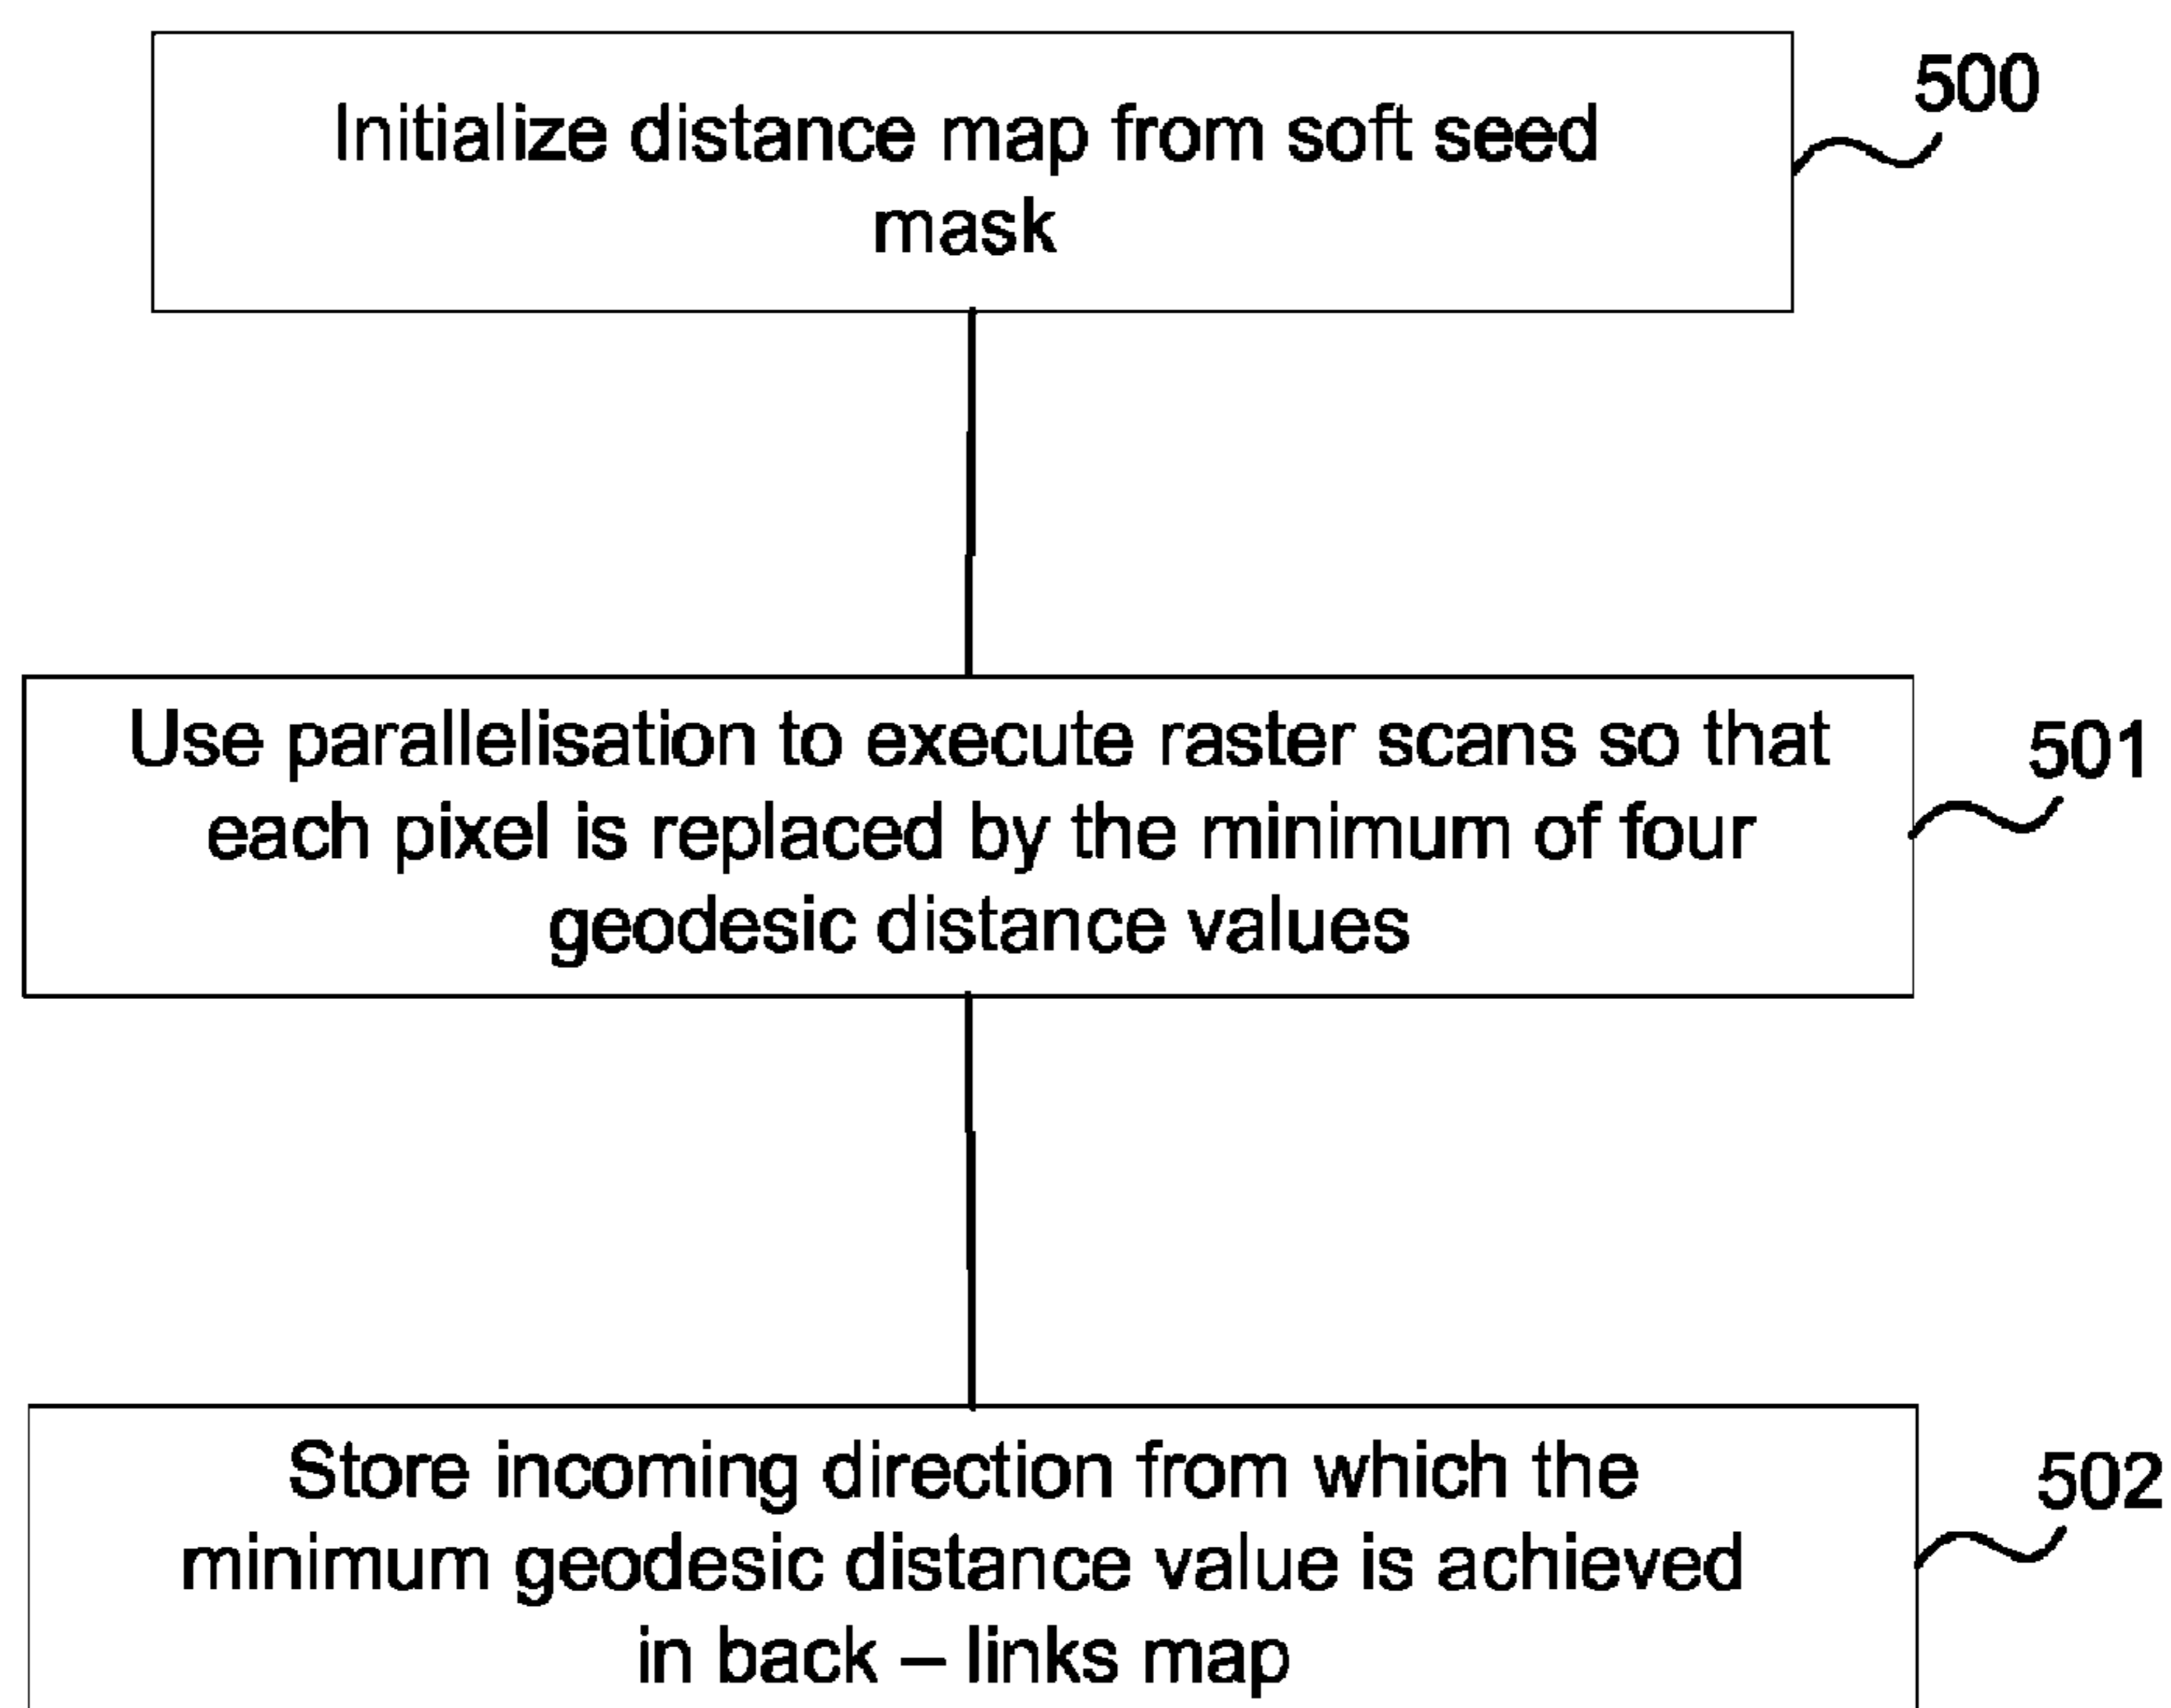 Initialize distance map from soft seed
mask
500
Use parallelisation to execute raster scans so that
each pixel is replaced by the minimum of four
geodesic distance values
501
Store incoming direction from which the
minimum geodesic distance value is achieved
in back – links map
502